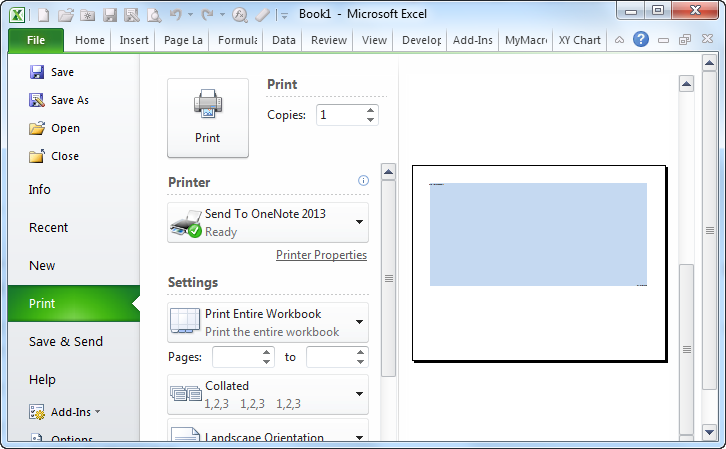 Book1 - Microsoft Excel
File Home Insert Page La Formula Data Review View Develop Add-Ins MyMacro XY Chart
Save
Save As
Open
Close
Info
Recent
New
Print
Save & Send
Help
Add-Ins
Options
Print
Print
Copies: 1
Printer
Send To OneNote 2013
Ready
Printer Properties
Settings
Print Entire Workbook
Print the entire workbook
Pages: to
Collated
1,2,3 1,2,3 1,2,3
Landscape Orientation